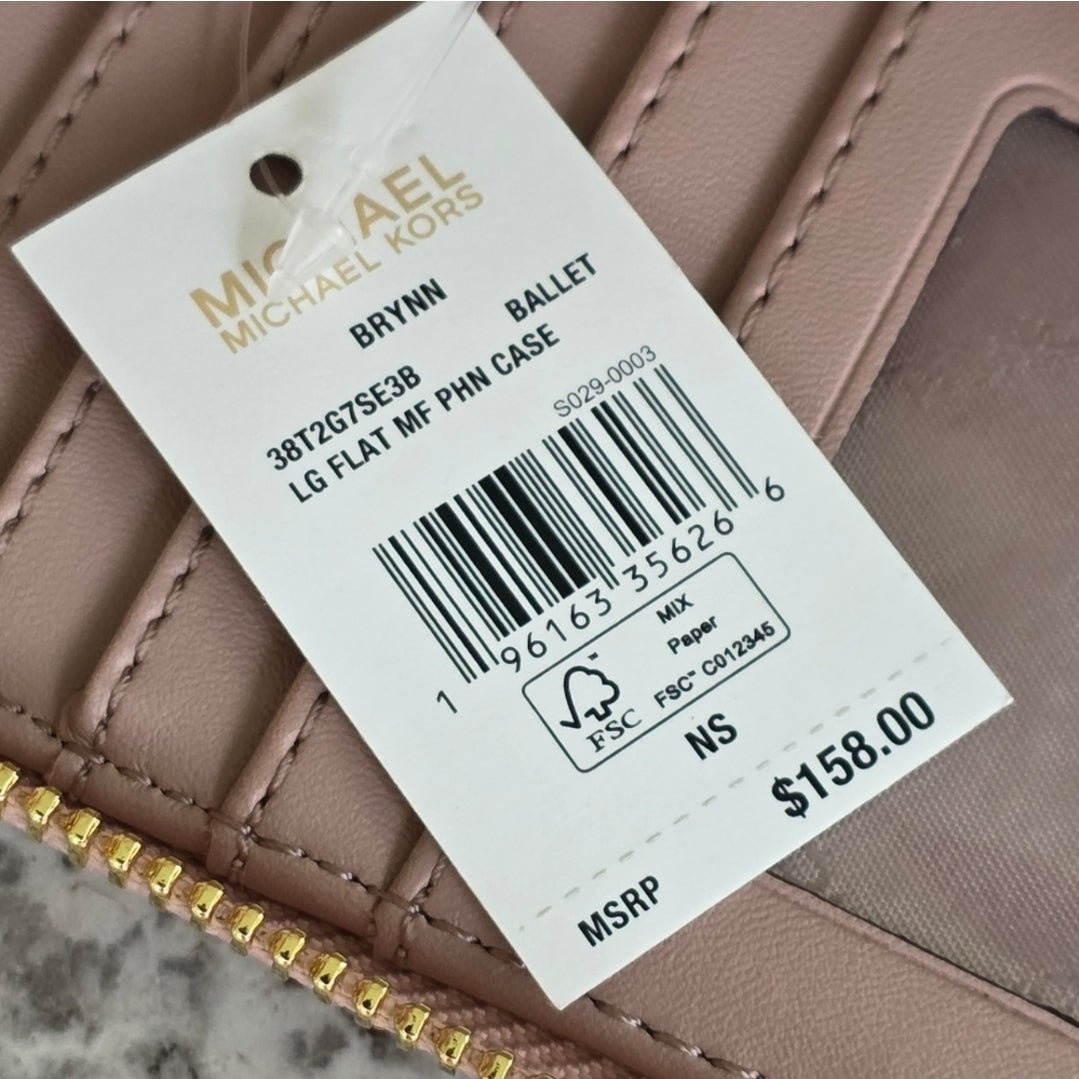 MICHAEL
MICHAEL KORS
BRYNN
38T2G7SE3B BALLET
LG FLAT MF PHN CASE
S029-0003
1 96163 35626 6
MIX
Paper
FSC™ C012345
™
FSC
NS
MSRP $158.00